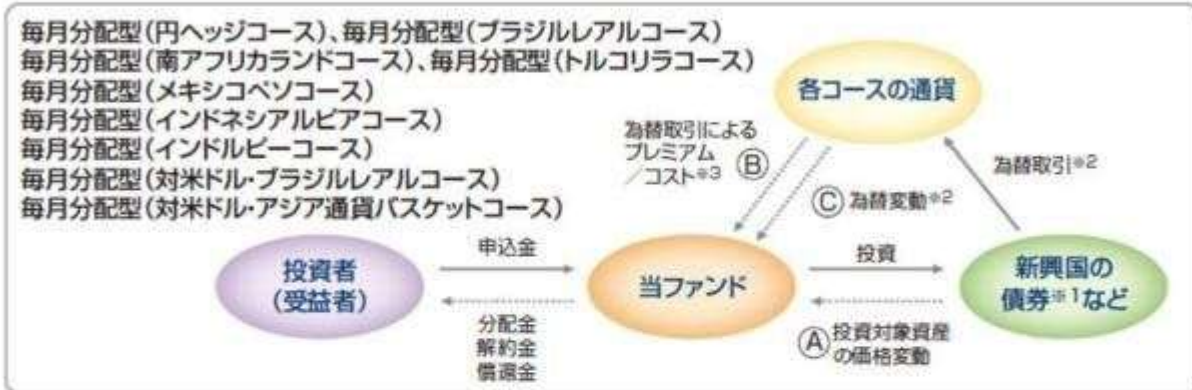 毎月分配型(円ヘッジコース)、毎月分配型(ブラジルレアルコース)
毎月分配型(南アフリカランドコース)、毎月分配型(トルコリラコース)
毎月分配型(メキシコペソコース)
毎月分配型(インドネシアルピアコース)
毎月分配型(インドルピーコース)
毎月分配型(対米ドル・ブラジルレアルコース)
毎月分配型(対米ドル・アジア通貨バスケットコース)
各コースの通貨
為替取引による
プレミアム
/コスト※3
Ⓑ
為替取引※2
Ⓒ為替変動※2
投資者
(受益者)
申込金
分配金
解約金
償還金
当ファンド
投資
Ⓐ投資対象資産
の価格変動
新興国の
債券※1など